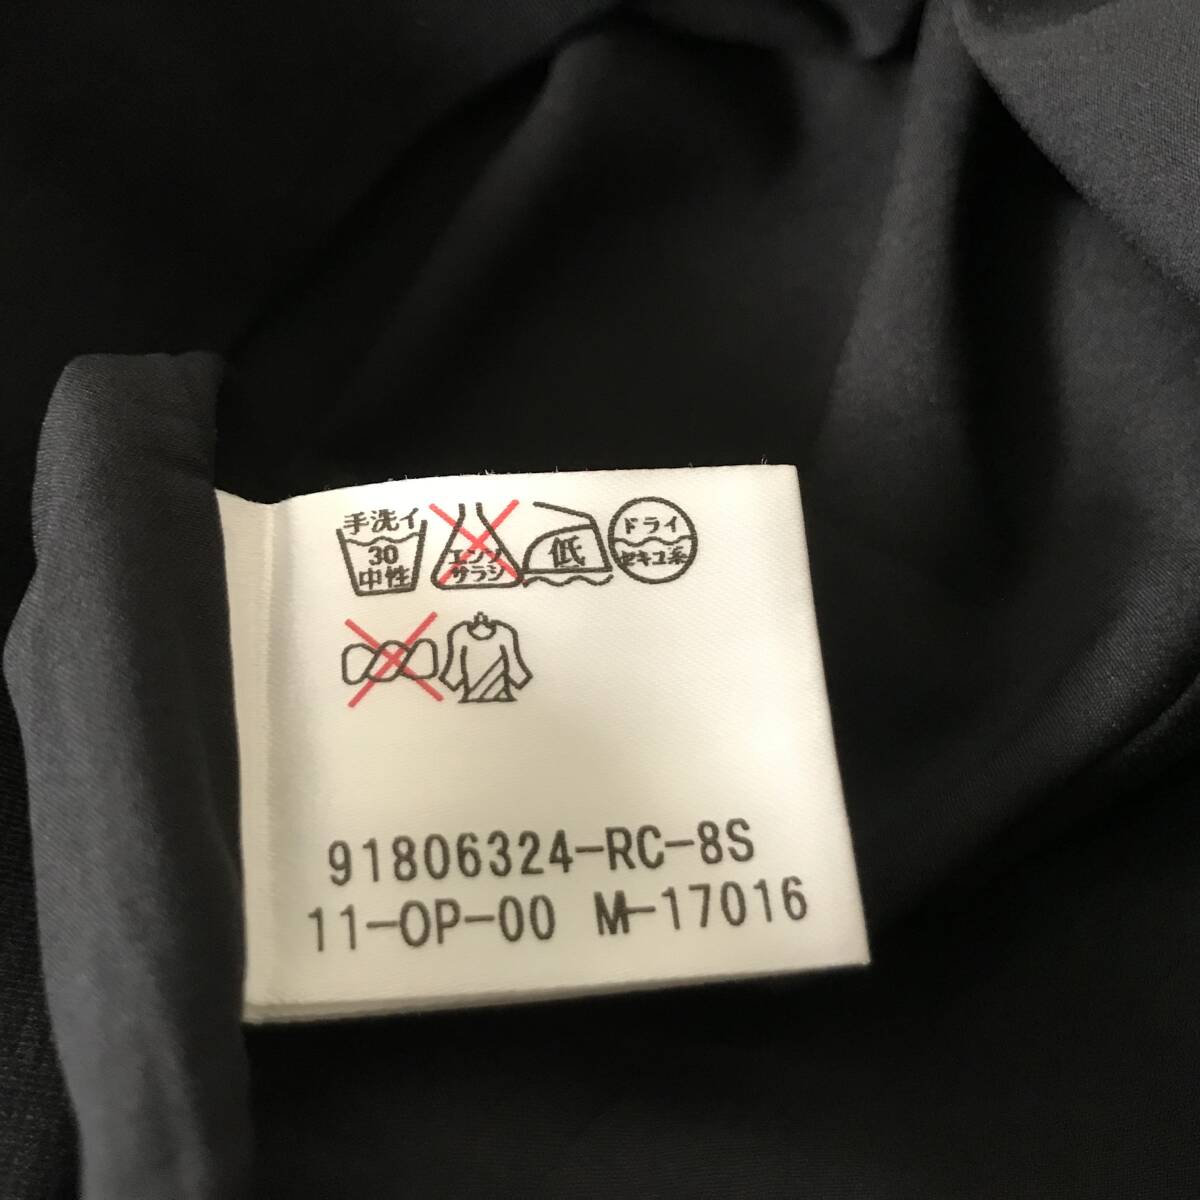 手洗イ 30 中性 エンソ サラシ 低 ドライ セキユ系
91806324-RC-8S
11-OP-00 M-17016